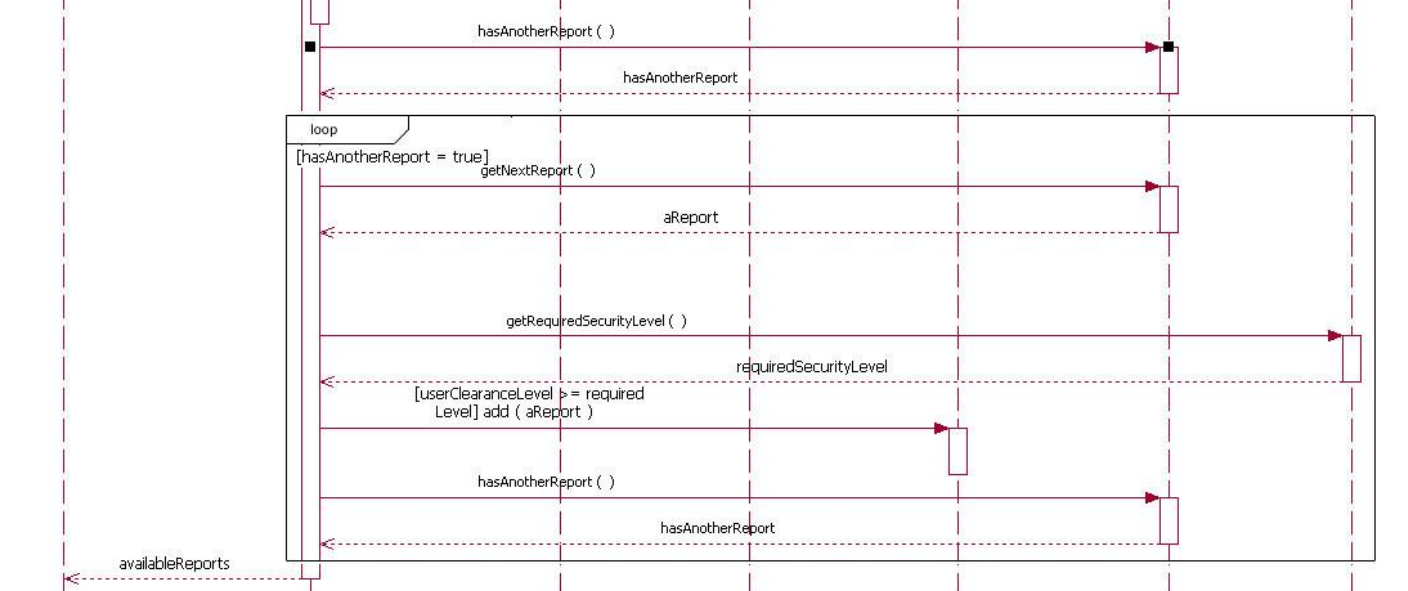 hasAnotherReport ( )
hasAnotherReport
loop
[hasAnotherReport = true]
getNextReport ( )
aReport
getRequiredSecurityLevel ( )
requiredSecurityLevel
[userClearanceLevel >= required
Level] add ( aReport )
hasAnotherReport ( )
hasAnotherReport
availableReports